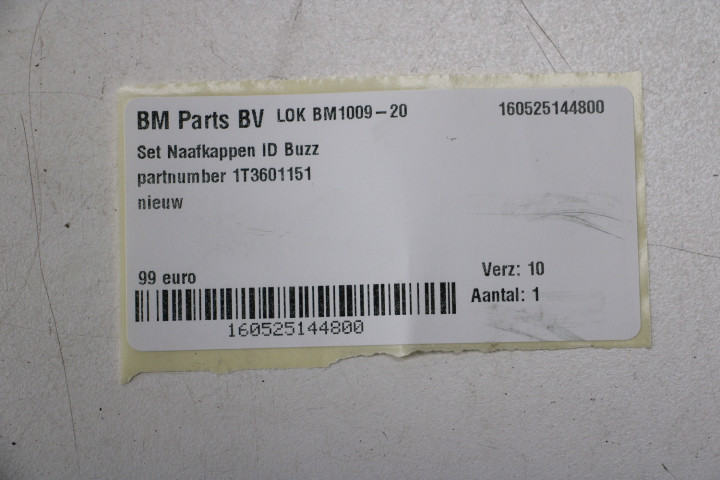 BM Parts BV LOK BM1009-20 160525144800
Set Naafkappen ID Buzz
partnumber 1T3601151
nieuw
99 euro Verz: 10
Aantal: 1
160525144800